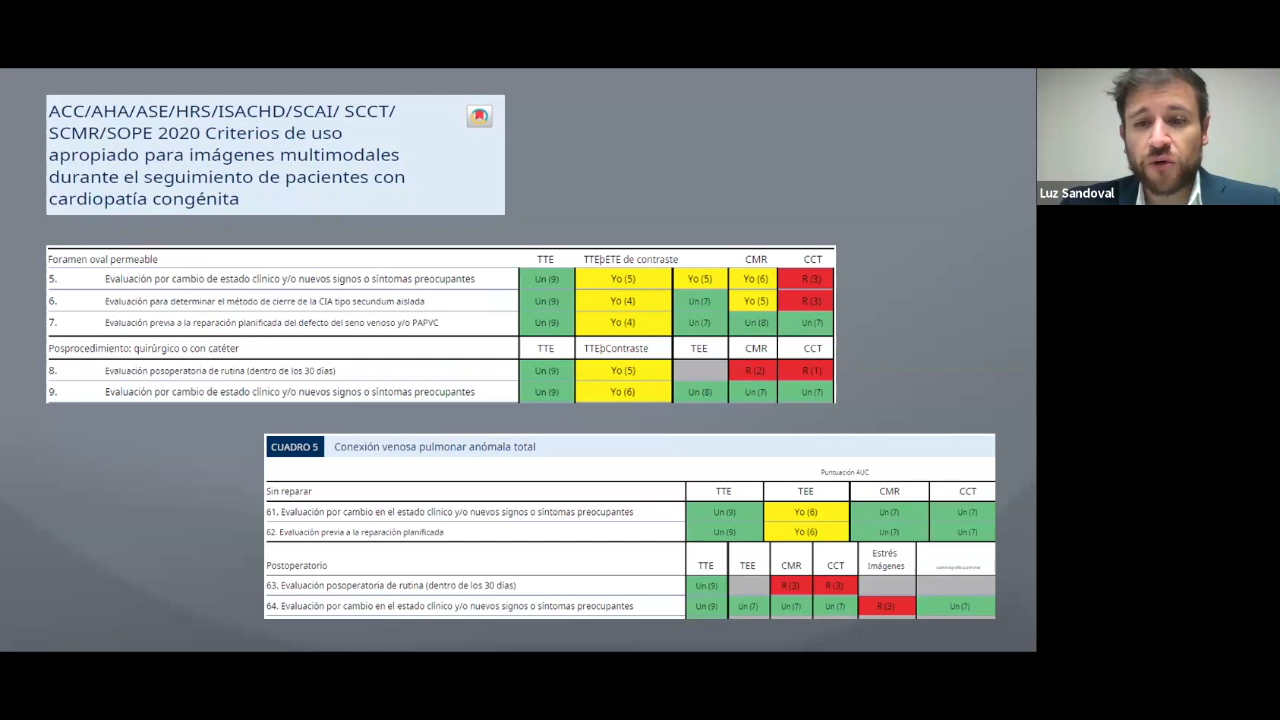 ACC/AHA/ASE/HRS/ISACHD/SCAI/ SCCT/
SCMR/SOPE 2020 Criterios de uso
apropiado para imágenes multimodales
durante el seguimiento de pacientes con
cardiopatía congénita
Luz Sandoval
Foramen oval permeable TTE TTEþETE de contraste CMR CCT
5. Evaluación por cambio de estado clínico y/o nuevos signos o síntomas preocupantes Un (9) Yo (5) Yo (5) Yo (6) R (3)
6. Evaluación para determinar el método de cierre de la CIA tipo secundum aislada Un (9) Yo (4) Un (7) Yo (5) R (3)
7. Evaluación previa a la reparación planificada del defecto del seno venoso y/o PAPVC Un (9) Yo (4) Un (7) Un (8) Un (7)
Posprocedimiento: quirúrgico o con catéter TTE TTEþContraste TEE CMR CCT
8. Evaluación posoperatoria de rutina (dentro de los 30 días) Un (9) Yo (5) R (2) R (1)
9. Evaluación por cambio de estado clínico y/o nuevos signos o síntomas preocupantes Un (9) Yo (6) Un (8) Un (7) Un (7)
CUADRO 5 Conexión venosa pulmonar anómala total
Puntuación AUC
Sin reparar TTE TEE CMR CCT
61. Evaluación por cambio en el estado clínico y/o nuevos signos o síntomas preocupantes Un (9) Yo (6) Un (7) Un (7)
62. Evaluación previa a la reparación planificada Un (9) Yo (6) Un (7) Un (7)
Postoperatorio TTE TEE CMR CCT Estrés
Imágenes
63. Evaluación posoperatoria de rutina (dentro de los 30 días) Un (9) R (3) R (3)
64. Evaluación por cambio en el estado clínico y/o nuevos signos o síntomas preocupantes Un (9) Un (7) Un (7) Un (7) R (3) Un (7)